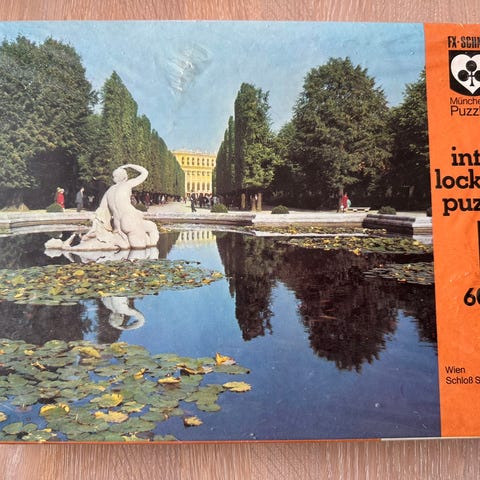 FX·SCHM
Münche
Puzzl
int
lock
puz
60
Wien
Schloß S